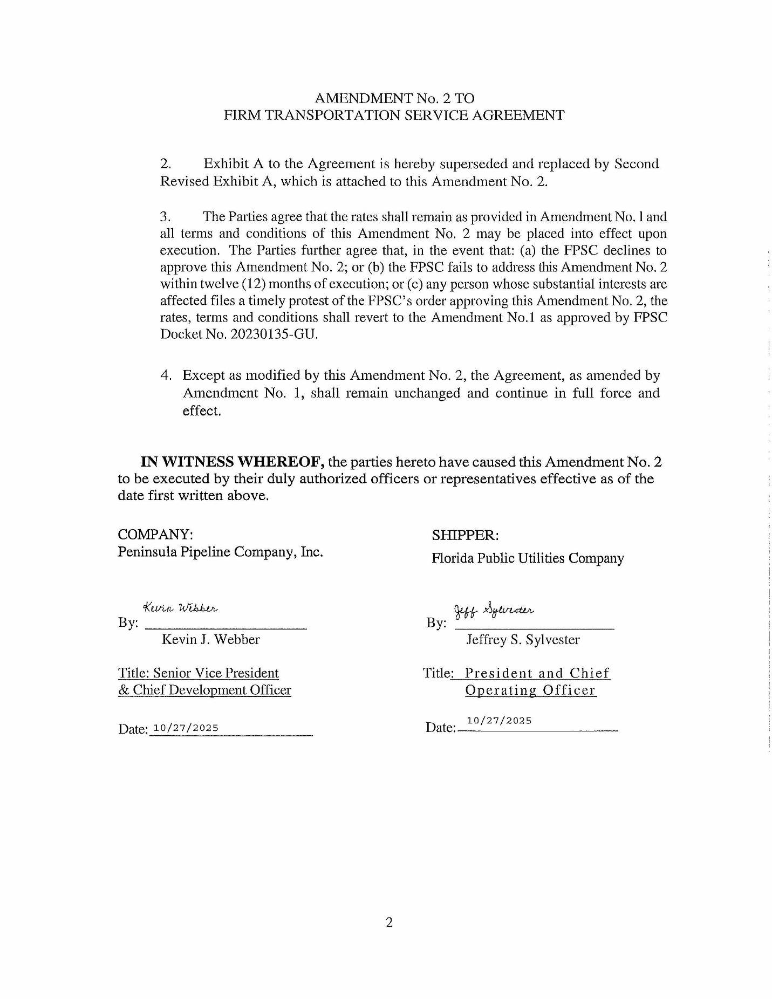 AMENDMENT No. 2 TO
FIRM TRANSPORTATION SERVICE AGREEMENT
2. Exhibit A to the Agreement is hereby superseded and replaced by Second
Revised Exhibit A, which is attached to this Amendment No. 2.
3. The Parties agree that the rates shall remain as provided in Amendment No. 1 and
all terms and conditions of this Amendment No. 2 may be placed into effect upon
execution. The Parties further agree that, in the event that: (a) the FPSC declines to
approve this Amendment No. 2; or (b) the FPSC fails to address this Amendment No. 2
within twelve (12) months of execution; or (c) any person whose substantial interests are
affected files a timely protest of the FPSC's order approving this Amendment No. 2, the
rates, terms and conditions shall revert to the Amendment No.1 as approved by FPSC
Docket No. 20230135-GU.
4. Except as modified by this Amendment No. 2, the Agreement, as amended by
Amendment No. 1, shall remain unchanged and continue in full force and
effect.
IN WITNESS WHEREOF, the parties hereto have caused this Amendment No. 2
to be executed by their duly authorized officers or representatives effective as of the
date first written above.
COMPANY:
Peninsula Pipeline Company, Inc.
Kevin Webber
By:
Kevin J. Webber
Title: Senior Vice President
& Chief Development Officer
Date: 10/27/2025
SHIPPER:
Florida Public Utilities Company
Jeff Sylvester
By:
Jeffrey S. Sylvester
Title: President and Chief
Operating Officer
Date: 10/27/2025
2